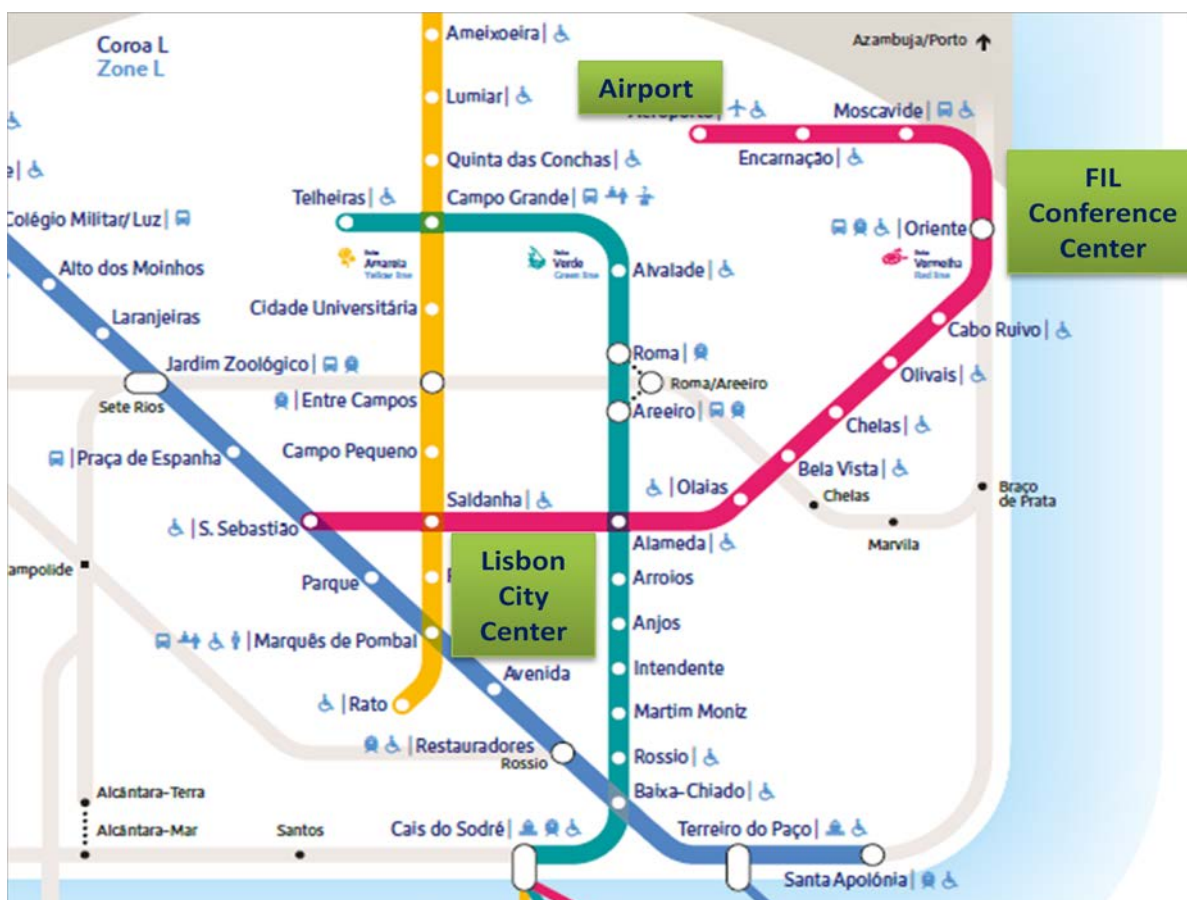 Coroa L
Zone L
Ameixoeira
Azambuja/Porto
Airport
Lumiar
Aeroporto
Moscavide
Encarnação
Quinta das Conchas
FIL
Conference
Center
Telheiras
Campo Grande
Colégio Militar/Luz
Oriente
Linha
Amarela
Yellow line
Linha
Verde
Green line
Linha
Vermelha
Red line
Alto dos Moinhos
Alvalade
Laranjeiras
Cidade Universitária
Cabo Ruivo
Jardim Zoológico
Roma
Olivais
Sete Rios
Roma/Areeiro
Entre Campos
Areeiro
Chelas
Praça de Espanha
Campo Pequeno
Bela Vista
Olaias
Chelas
Braço
de Prata
Saldanha
S. Sebastião
Alameda
Marvila
Lisbon
City
Center
ampolide
Parque
Arroios
Anjos
Marquês de Pombal
Avenida
Intendente
Rato
Martim Moniz
Restauradores
Rossio
Rossio
Baixa-Chiado
Alcântara-Terra
Alcântara-Mar
Santos
Cais do Sodré
Terreiro do Paço
Santa Apolónia